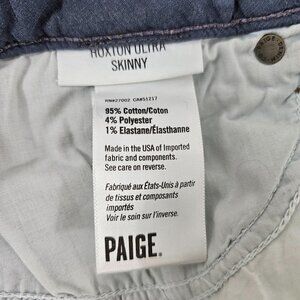 HOXTON ULTRA
SKINNY
RN#27002 CA#51217
95% Cotton/Coton
4% Polyester
1% Elastane/Élasthanne
Made in the USA of Imported
fabric and components.
See care on reverse.
Fabriqué aux États-Unis à partir
de tissus et composants
importés
Voir le soin sur l'inverse.
PAIGE